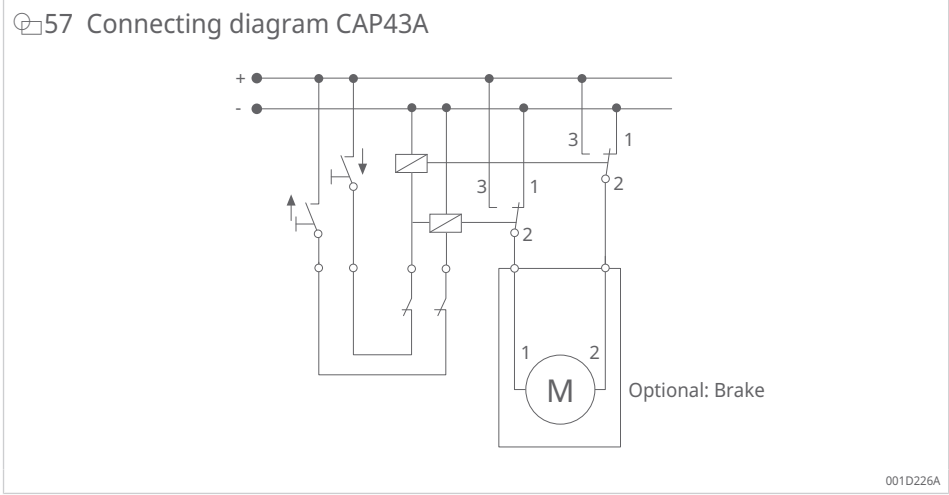 57 Connecting diagram CAP43A
+
-
3 1
2
3 1
2
1 2
M
Optional: Brake
001D226A